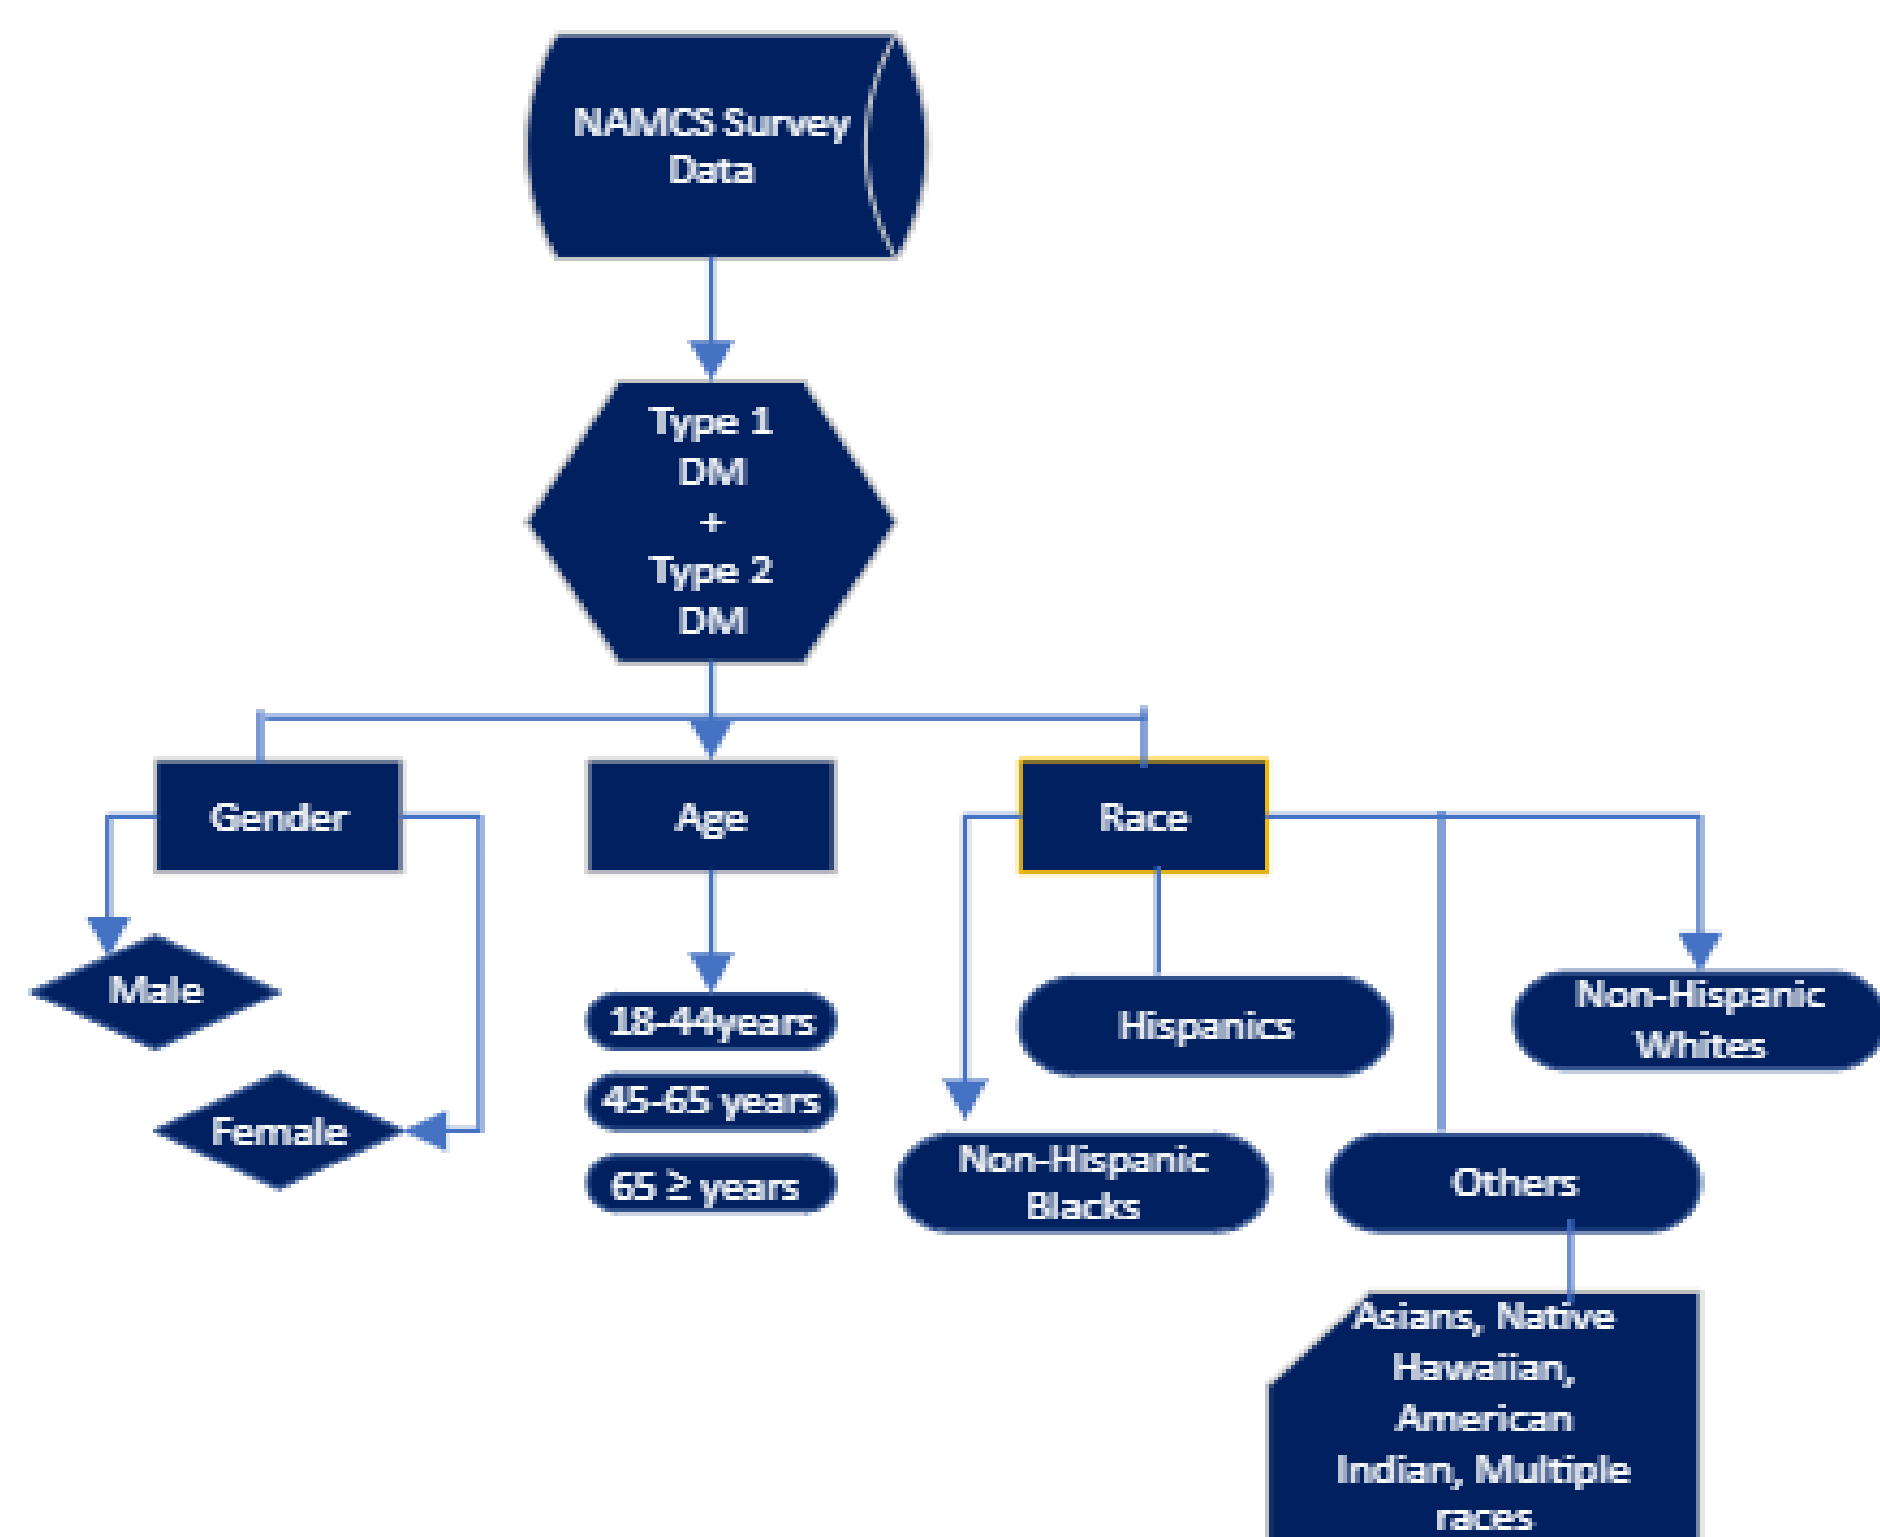 NAMCS Survey
Data
Type 1
DM
+
Type 2
DM
Gender
Age
Race
Male
Female
18-44years
45-65 years
65 ≥ years
Hispanics
Non-Hispanic
Whites
Non-Hispanic
Blacks
Others
Asians, Native
Hawaiian,
American
Indian, Multiple
races